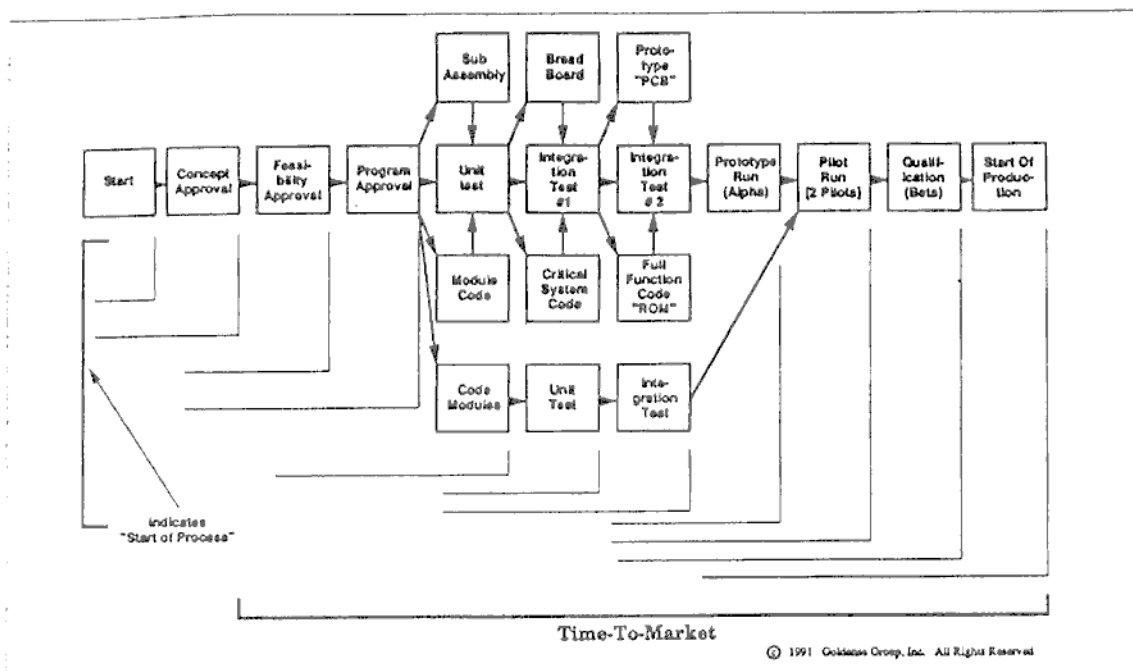 Sub
Assembly
Bread
Board
Proto-
type
"PCB"
Start
Concept
Approval
Feasi-
bility
Approval
Program
Approval
Unit
test
Integra-
tion
Test
#1
Integra-
tion
Test
# 2
Prototype
Run
(Alpha)
Pilot
Run
[2 Pilots]
Qualif-
ication
(Beta)
Start Of
Produc-
tion
Module
Code
Critical
System
Code
Full
Function
Code
"ROM"
Code
Modules
Unit
Test
Inte-
gration
Test
indicates
"Start of Process"
Time-To-Market
© 1991 Goldense Group, Inc. All Rights Reserved